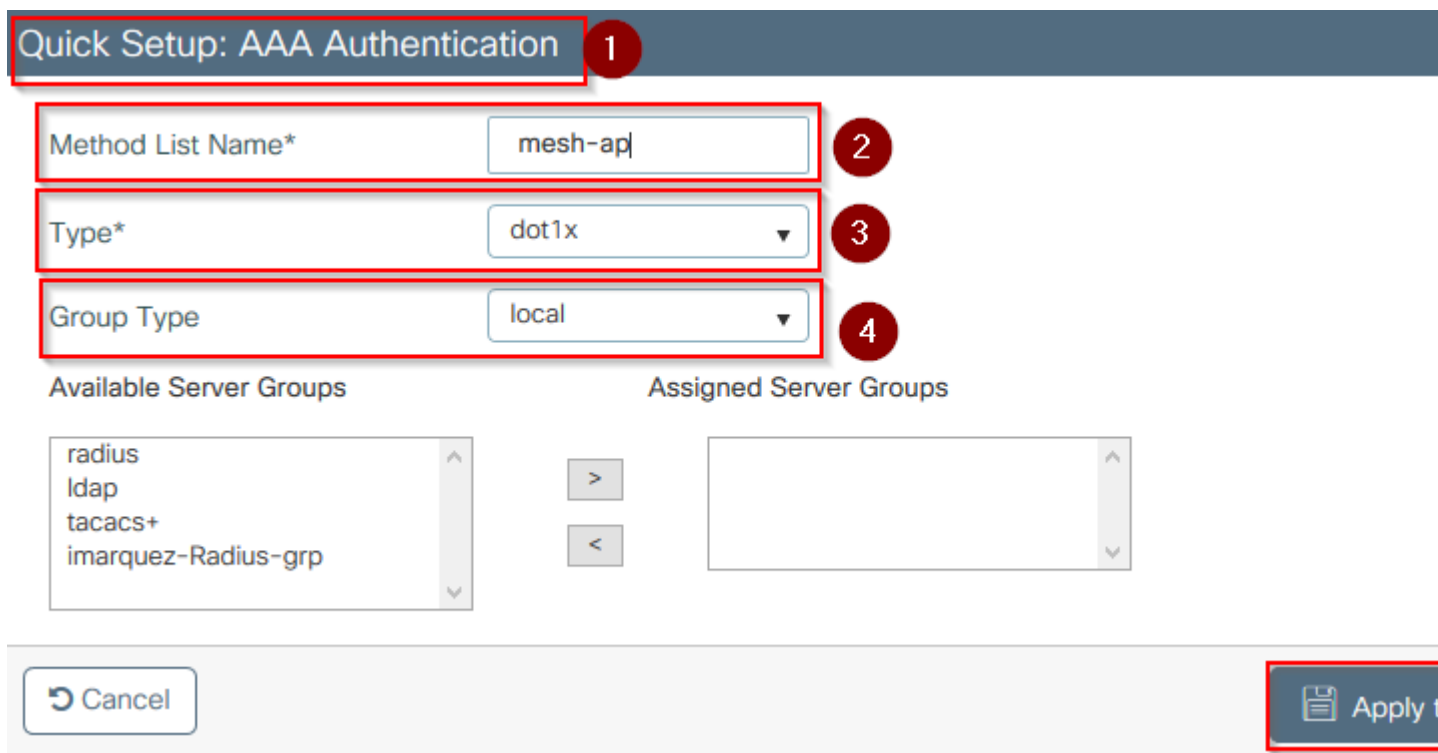 Quick Setup: AAA Authentication 1
Method List Name* mesh-ap 2
Type* dot1x ▼ 3
Group Type local ▼ 4
Available Server Groups Assigned Server Groups
radius
ldap
tacacs+
imarquez-Radius-grp
>
<
Cancel Apply t